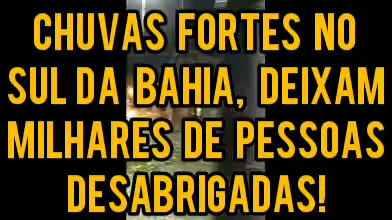 CHUVAS FORTES NO
SUL DA BAHIA, DEIXAM
MILHARES DE PESSOAS
DESABRIGADAS!